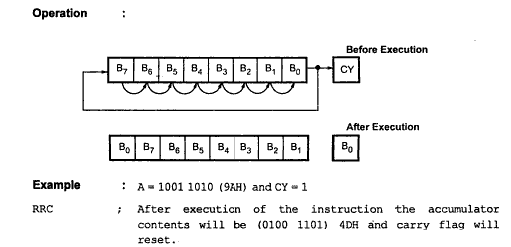 Operation :
Before Execution
B7 B6 B5 B4 B3 B2 B1 B0 CY
After Execution
B0 B7 B6 B5 B4 B3 B2 B1 B0
Example : A = 1001 1010 (9AH) and CY = 1
RRC ; After execution of the instruction the accumulator
contents will be (0100 1101) 4DH and carry flag will
reset.